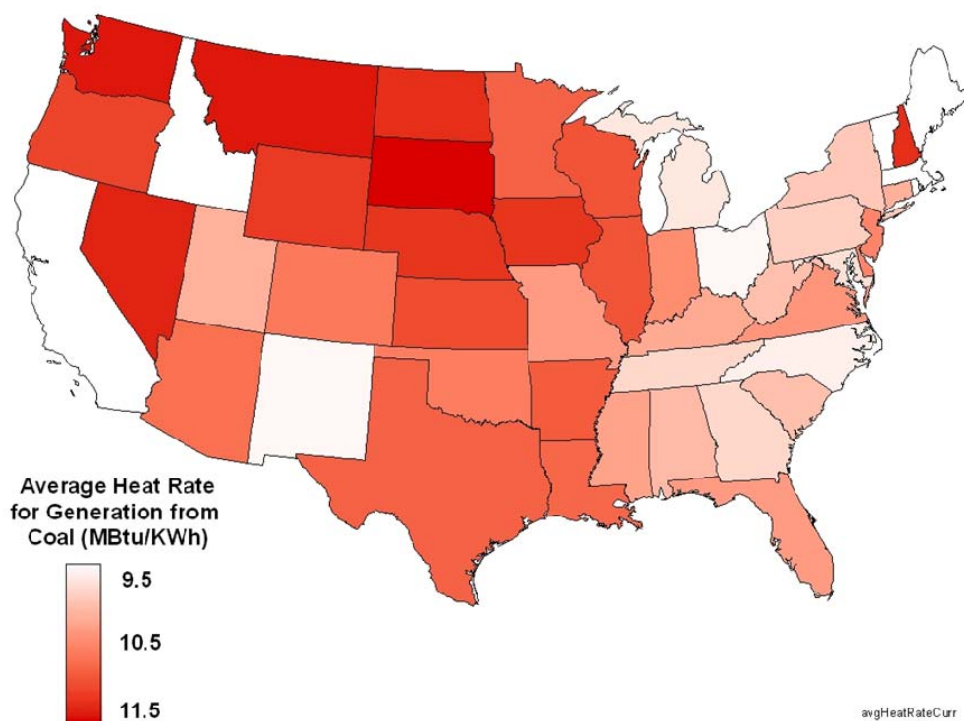 Average Heat Rate
for Generation from
Coal (MBtu/KWh)
9.5
10.5
11.5
avgHeatRateCurr